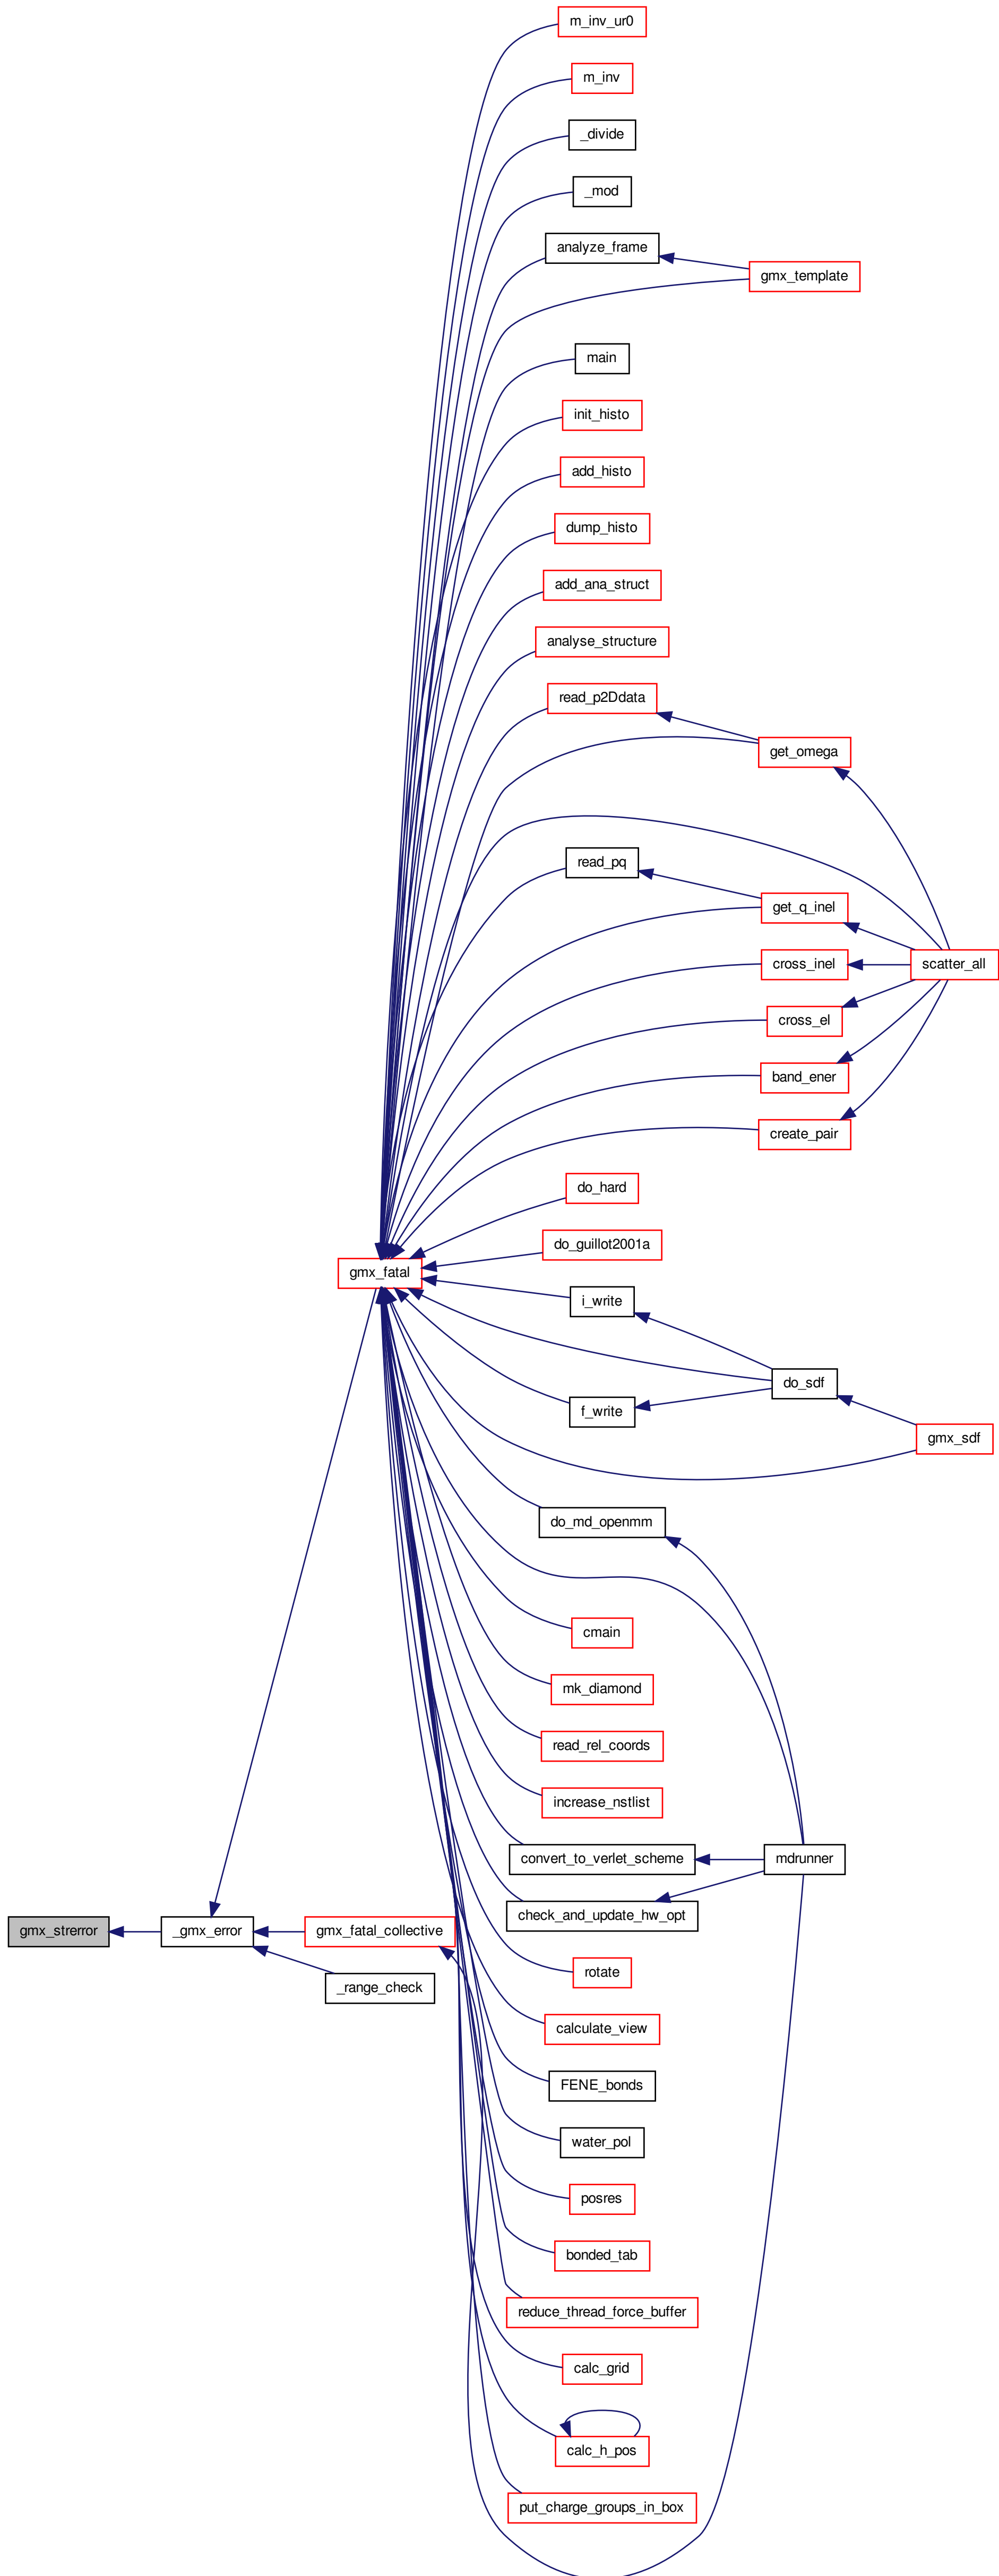 m_inv_ur0
m_inv
_divide
_mod
analyze_frame
gmx_template
main
init_histo
add_histo
dump_histo
add_ana_struct
analyse_structure
read_p2Ddata
get_omega
read_pq
get_q_inel
cross_inel
scatter_all
cross_el
band_ener
create_pair
do_hard
do_guillot2001a
gmx_fatal
i_write
do_sdf
f_write
gmx_sdf
do_md_openmm
cmain
mk_diamond
read_rel_coords
increase_nstlist
convert_to_verlet_scheme
mdrunner
check_and_update_hw_opt
gmx_strerror
_gmx_error
gmx_fatal_collective
rotate
_range_check
calculate_view
FENE_bonds
water_pol
posres
bonded_tab
reduce_thread_force_buffer
calc_grid
calc_h_pos
put_charge_groups_in_box